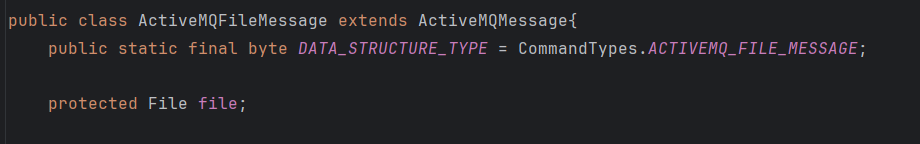 public class ActiveMQFileMessage extends ActiveMQMessage{
public static final byte DATA_STRUCTURE_TYPE = CommandTypes.ACTIVEMQ_FILE_MESSAGE;
protected File file;